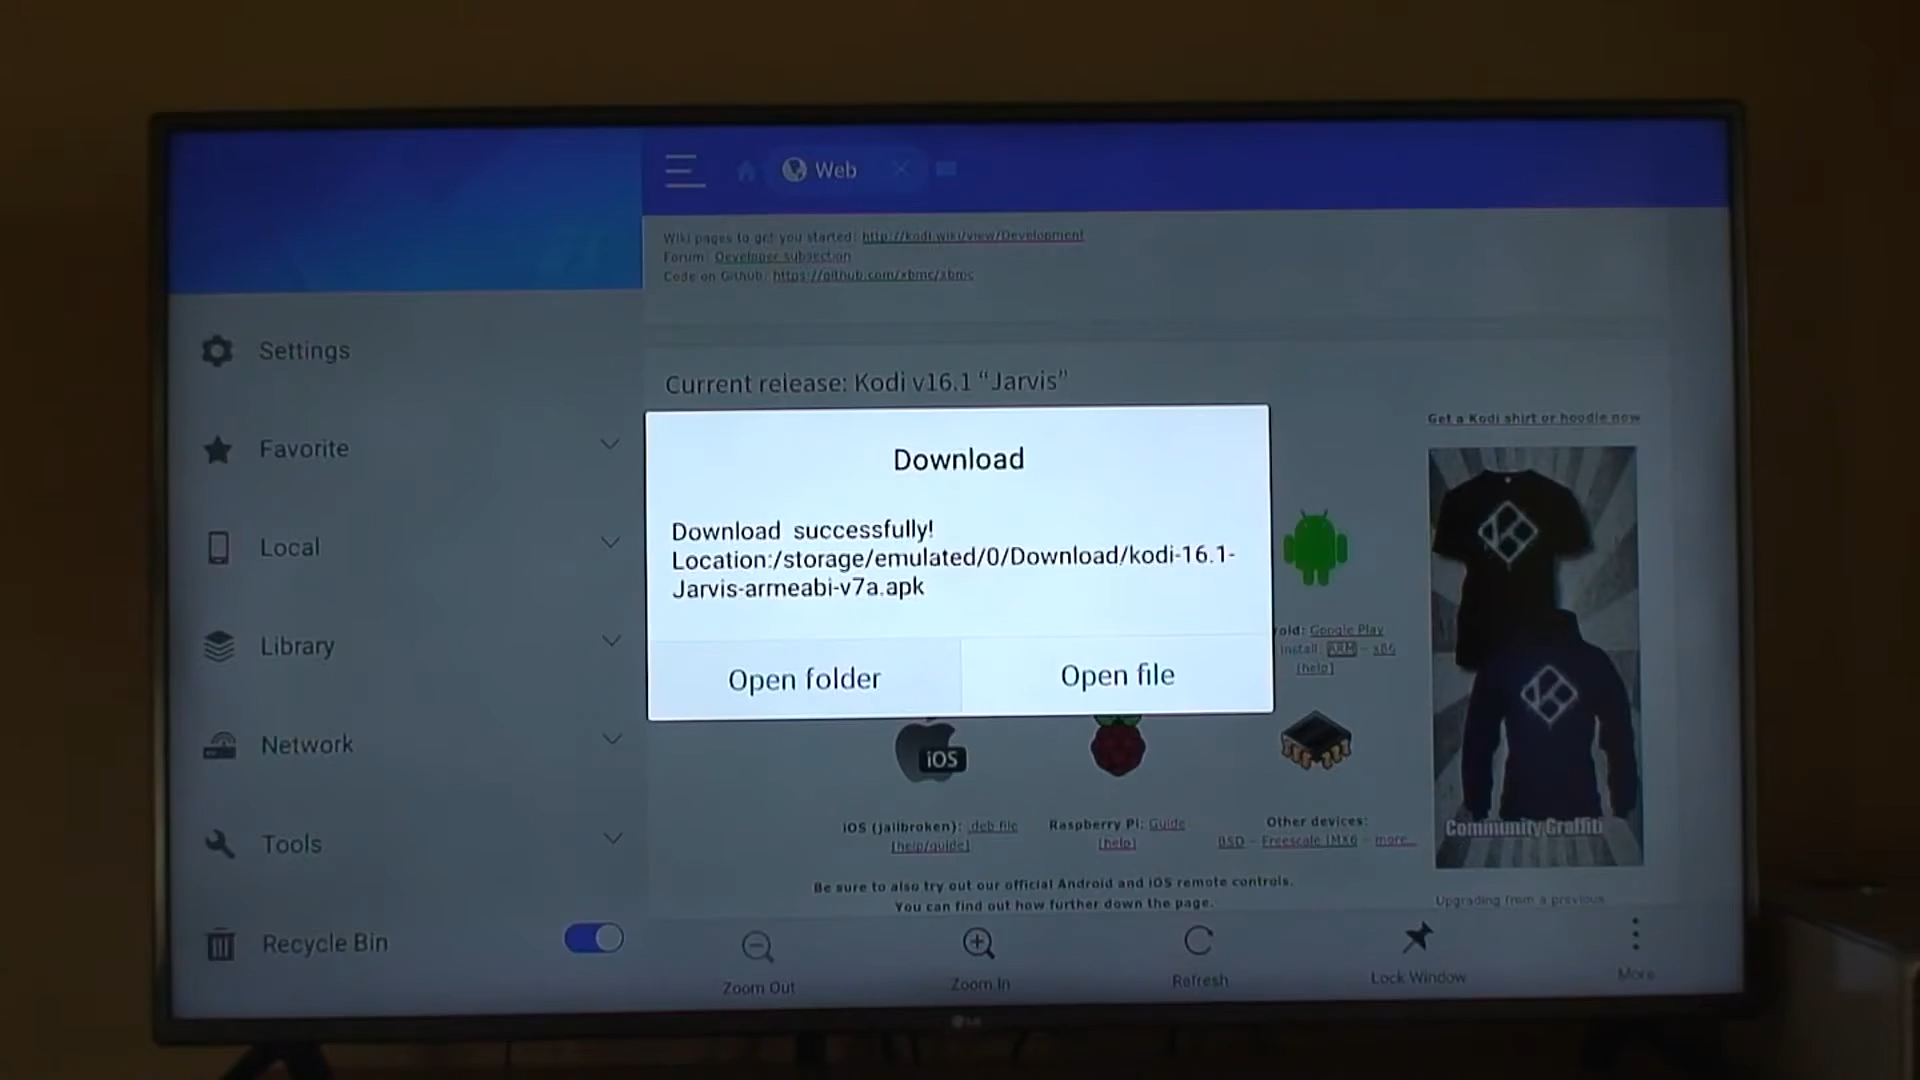 Web
Wiki pages to get you started: http://kodi.wiki/view/Development
Forum: Developer subsection
Code on Github: https://github.com/xbmc/xbmc
Settings
Favorite
Local
Library
Network
Tools
Recycle Bin
Current release: Kodi v16.1 “Jarvis”
Get a Kodi shirt or hoodie now
Download
Download successfully!
Location:/storage/emulated/0/Download/kodi-16.1-
Jarvis-armeabi-v7a.apk
Open folder
Open file
roid: Google Play
install: ARM - x86
[help]
iOS
iOS (jailbroken): .deb file
[help/guide]
Raspberry Pi: Guide
[help]
Other devices:
BSD - Freescale iMX6 - more...
Community Graffiti
Be sure to also try out our official Android and iOS remote controls.
You can find out how further down the page.
Upgrading from a previous
Zoom Out
Zoom In
Refresh
Lock Window
More
LG